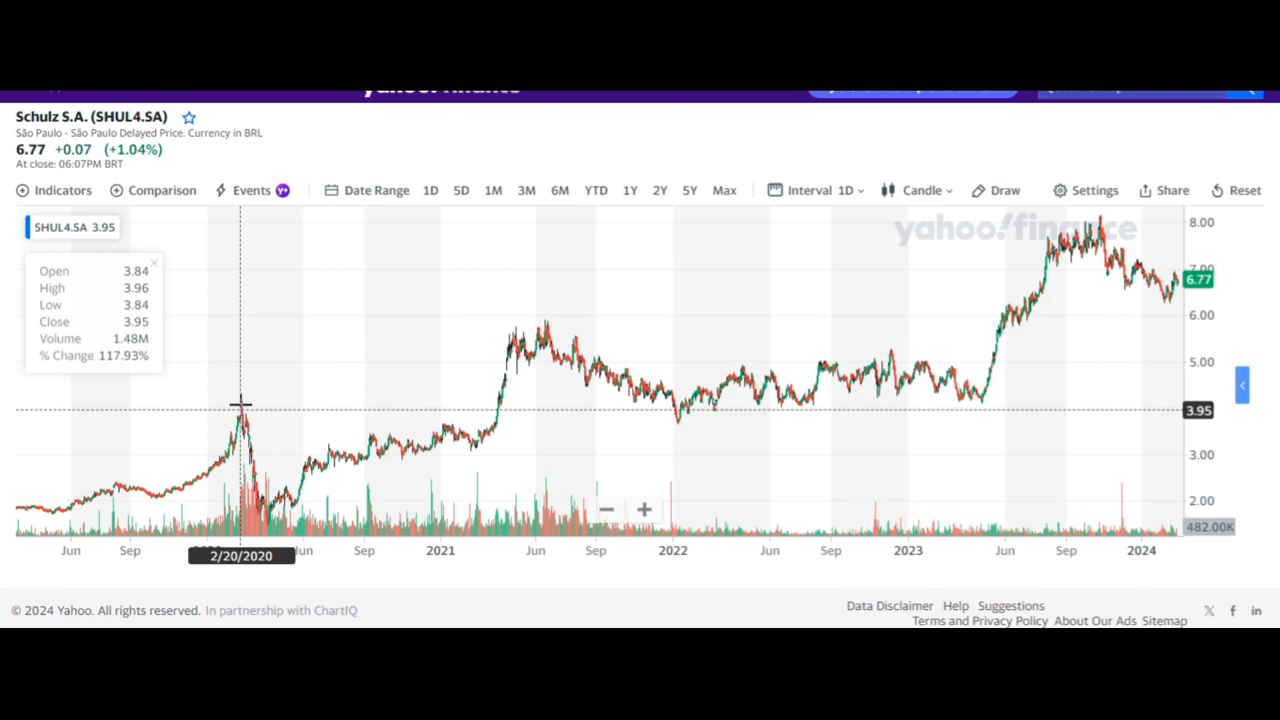 Schulz S.A. (SHUL4.SA)
São Paulo - São Paulo Delayed Price. Currency in BRL
6.77 +0.07 (+1.04%)
At close: 06:07PM BRT
Indicators Comparison Events Y+ Date Range 1D 5D 1M 3M 6M YTD 1Y 2Y 5Y Max Interval 1D Candle Draw Settings Share Reset
SHUL4.SA 3.95
yahoo!finance
Open 3.84
High 3.96
Low 3.84
Close 3.95
Volume 1.48M
% Change 117.93%
8.00
7.00
6.77
6.00
5.00
3.95
3.00
2.00
482.00K
Jun Sep Jun Sep 2021 Jun Sep 2022 Jun Sep 2023 Jun Sep 2024
2/20/2020
© 2024 Yahoo. All rights reserved. In partnership with ChartIQ
Data Disclaimer Help Suggestions
Terms and Privacy Policy About Our Ads Sitemap